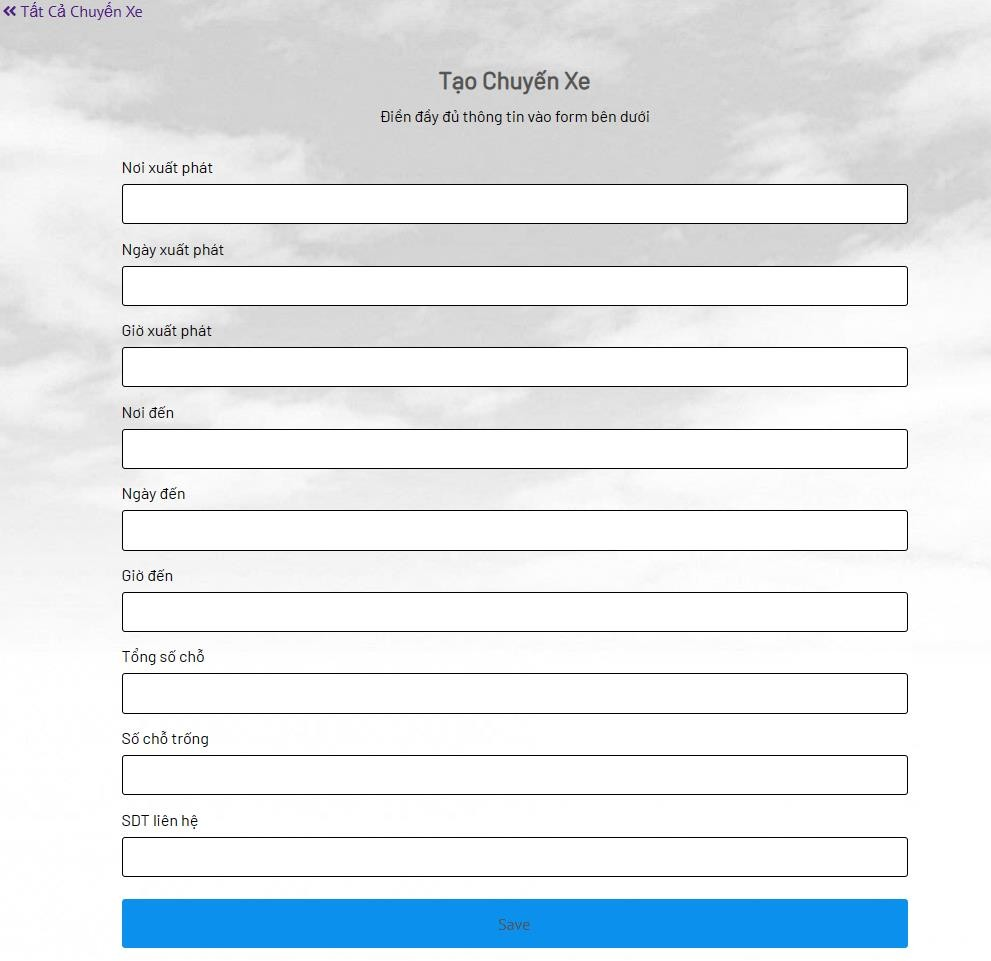 Tất Cả Chuyến Xe
Tạo Chuyến Xe
Điền đầy đủ thông tin vào form bên dưới
Nơi xuất phát
Ngày xuất phát
Giờ xuất phát
Nơi đến
Ngày đến
Giờ đến
Tổng số chỗ
Số chỗ trống
SDT liên hệ
Save